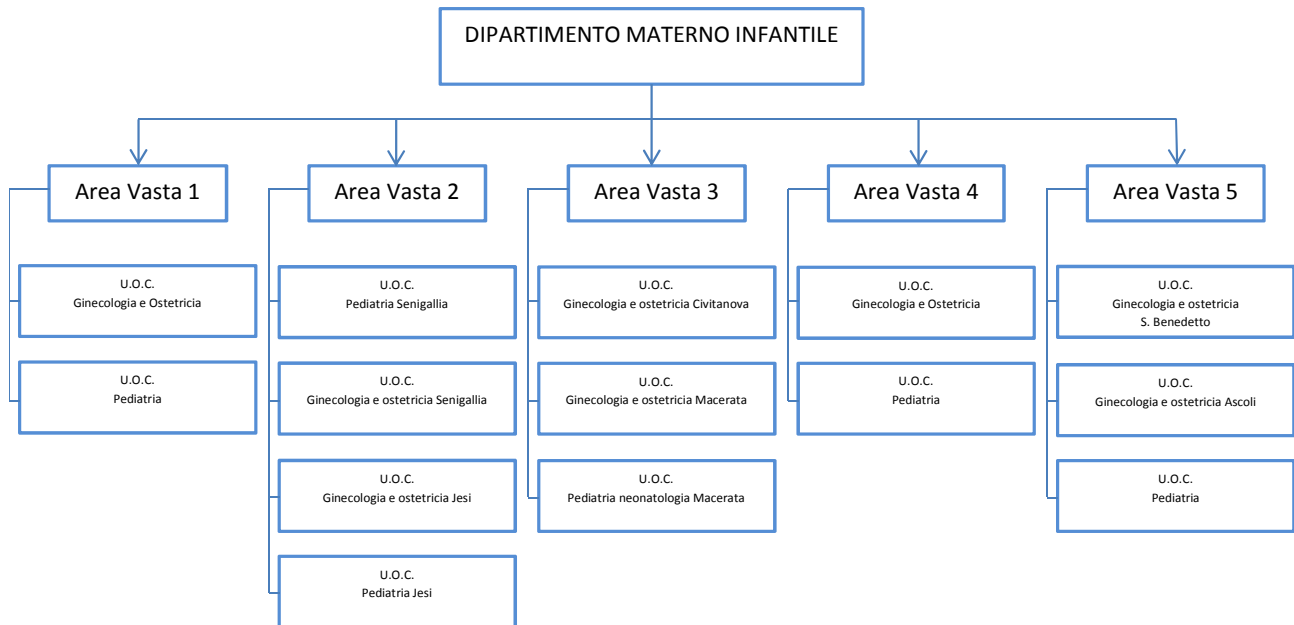 DIPARTIMENTO MATERNO INFANTILE
Area Vasta 1
Area Vasta 2
Area Vasta 3
Area Vasta 4
Area Vasta 5
U.O.C.
Ginecologia e Ostetricia
U.O.C.
Pediatria
U.O.C.
Pediatria Senigallia
U.O.C.
Ginecologia e ostetricia Senigallia
U.O.C.
Ginecologia e ostetricia Jesi
U.O.C.
Pediatria Jesi
U.O.C.
Ginecologia e ostetricia Civitanova
U.O.C.
Ginecologia e ostetricia Macerata
U.O.C.
Pediatria neonatologia Macerata
U.O.C.
Ginecologia e Ostetricia
U.O.C.
Pediatria
U.O.C.
Ginecologia e ostetricia
S. Benedetto
U.O.C.
Ginecologia e ostetricia Ascoli
U.O.C.
Pediatria